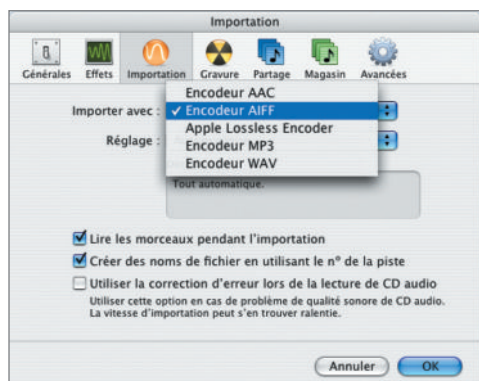 Importation
Générales Effets Importation Gravure Partage Magasin Avancées
Encodeur AAC
Importer avec : ✓ Encodeur AIFF
Apple Lossless Encoder
Réglage : Encodeur MP3
Encodeur WAV
Tout automatique.
Lire les morceaux pendant l'importation
Créer des noms de fichier en utilisant le n° de la piste
Utiliser la correction d'erreur lors de la lecture de CD audio
Utiliser cette option en cas de problème de qualité sonore de CD audio.
La vitesse d'importation peut s'en trouver ralentie.
Annuler OK